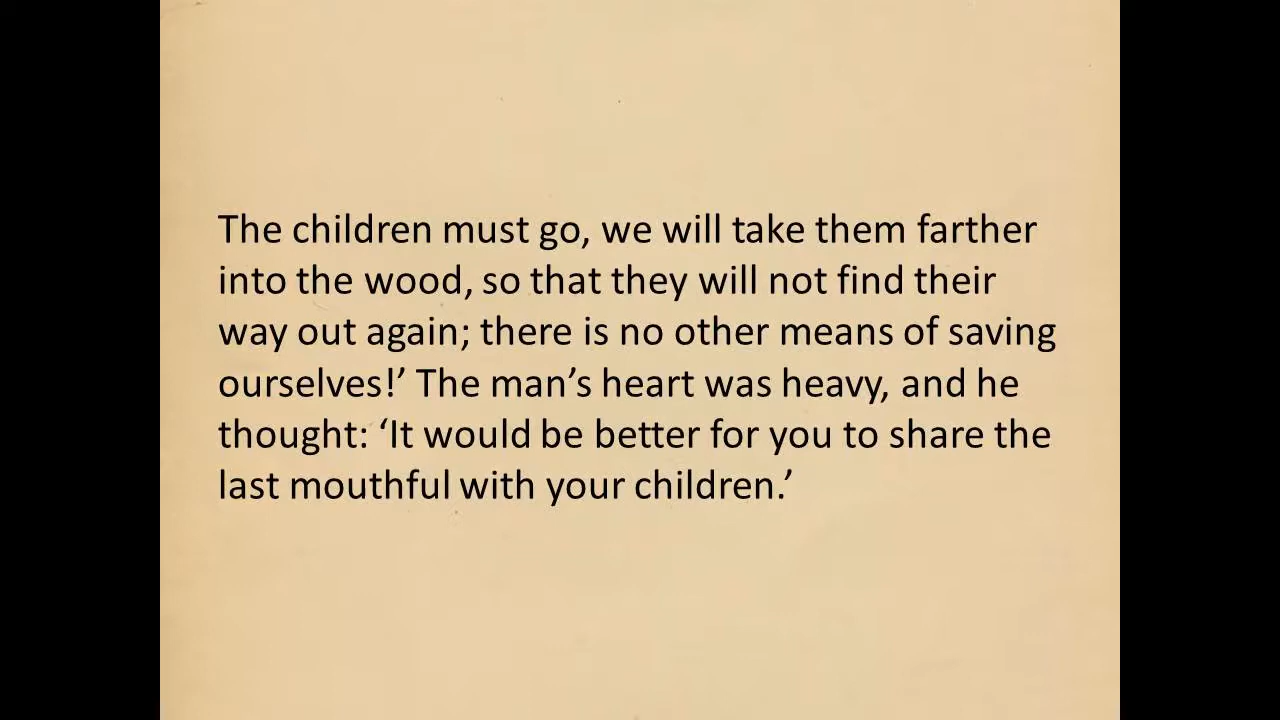 The children must go, we will take them farther
into the wood, so that they will not find their
way out again; there is no other means of saving
ourselves!’ The man’s heart was heavy, and he
thought: ‘It would be better for you to share the
last mouthful with your children.’